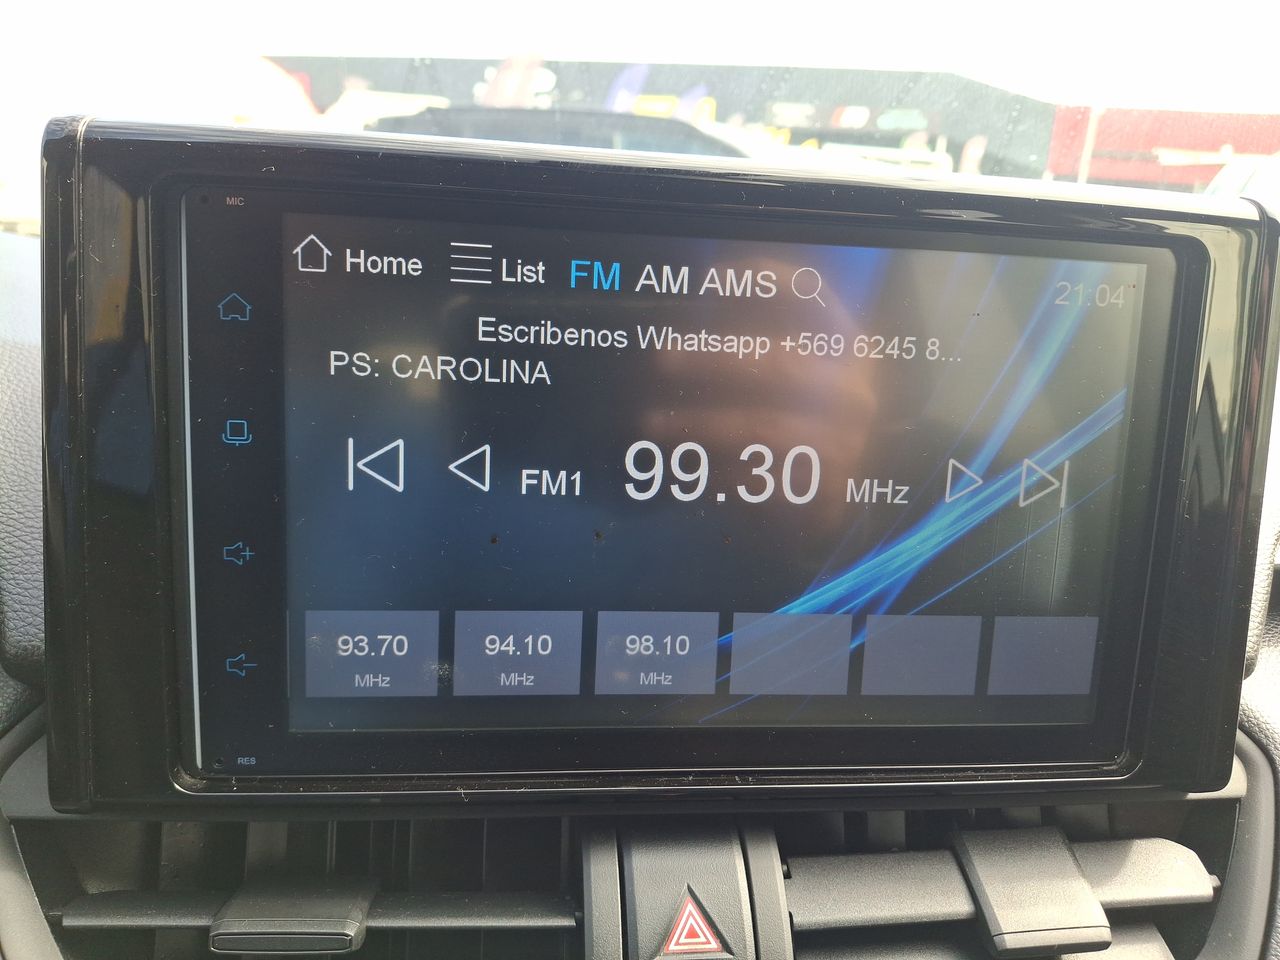 MIC
Home List FM AM AMS 21:04
Escribenos Whatsapp +569 6245 8...
PS: CAROLINA
FM1 99.30 MHz
93.70 94.10 98.10
MHz MHz MHz
RES